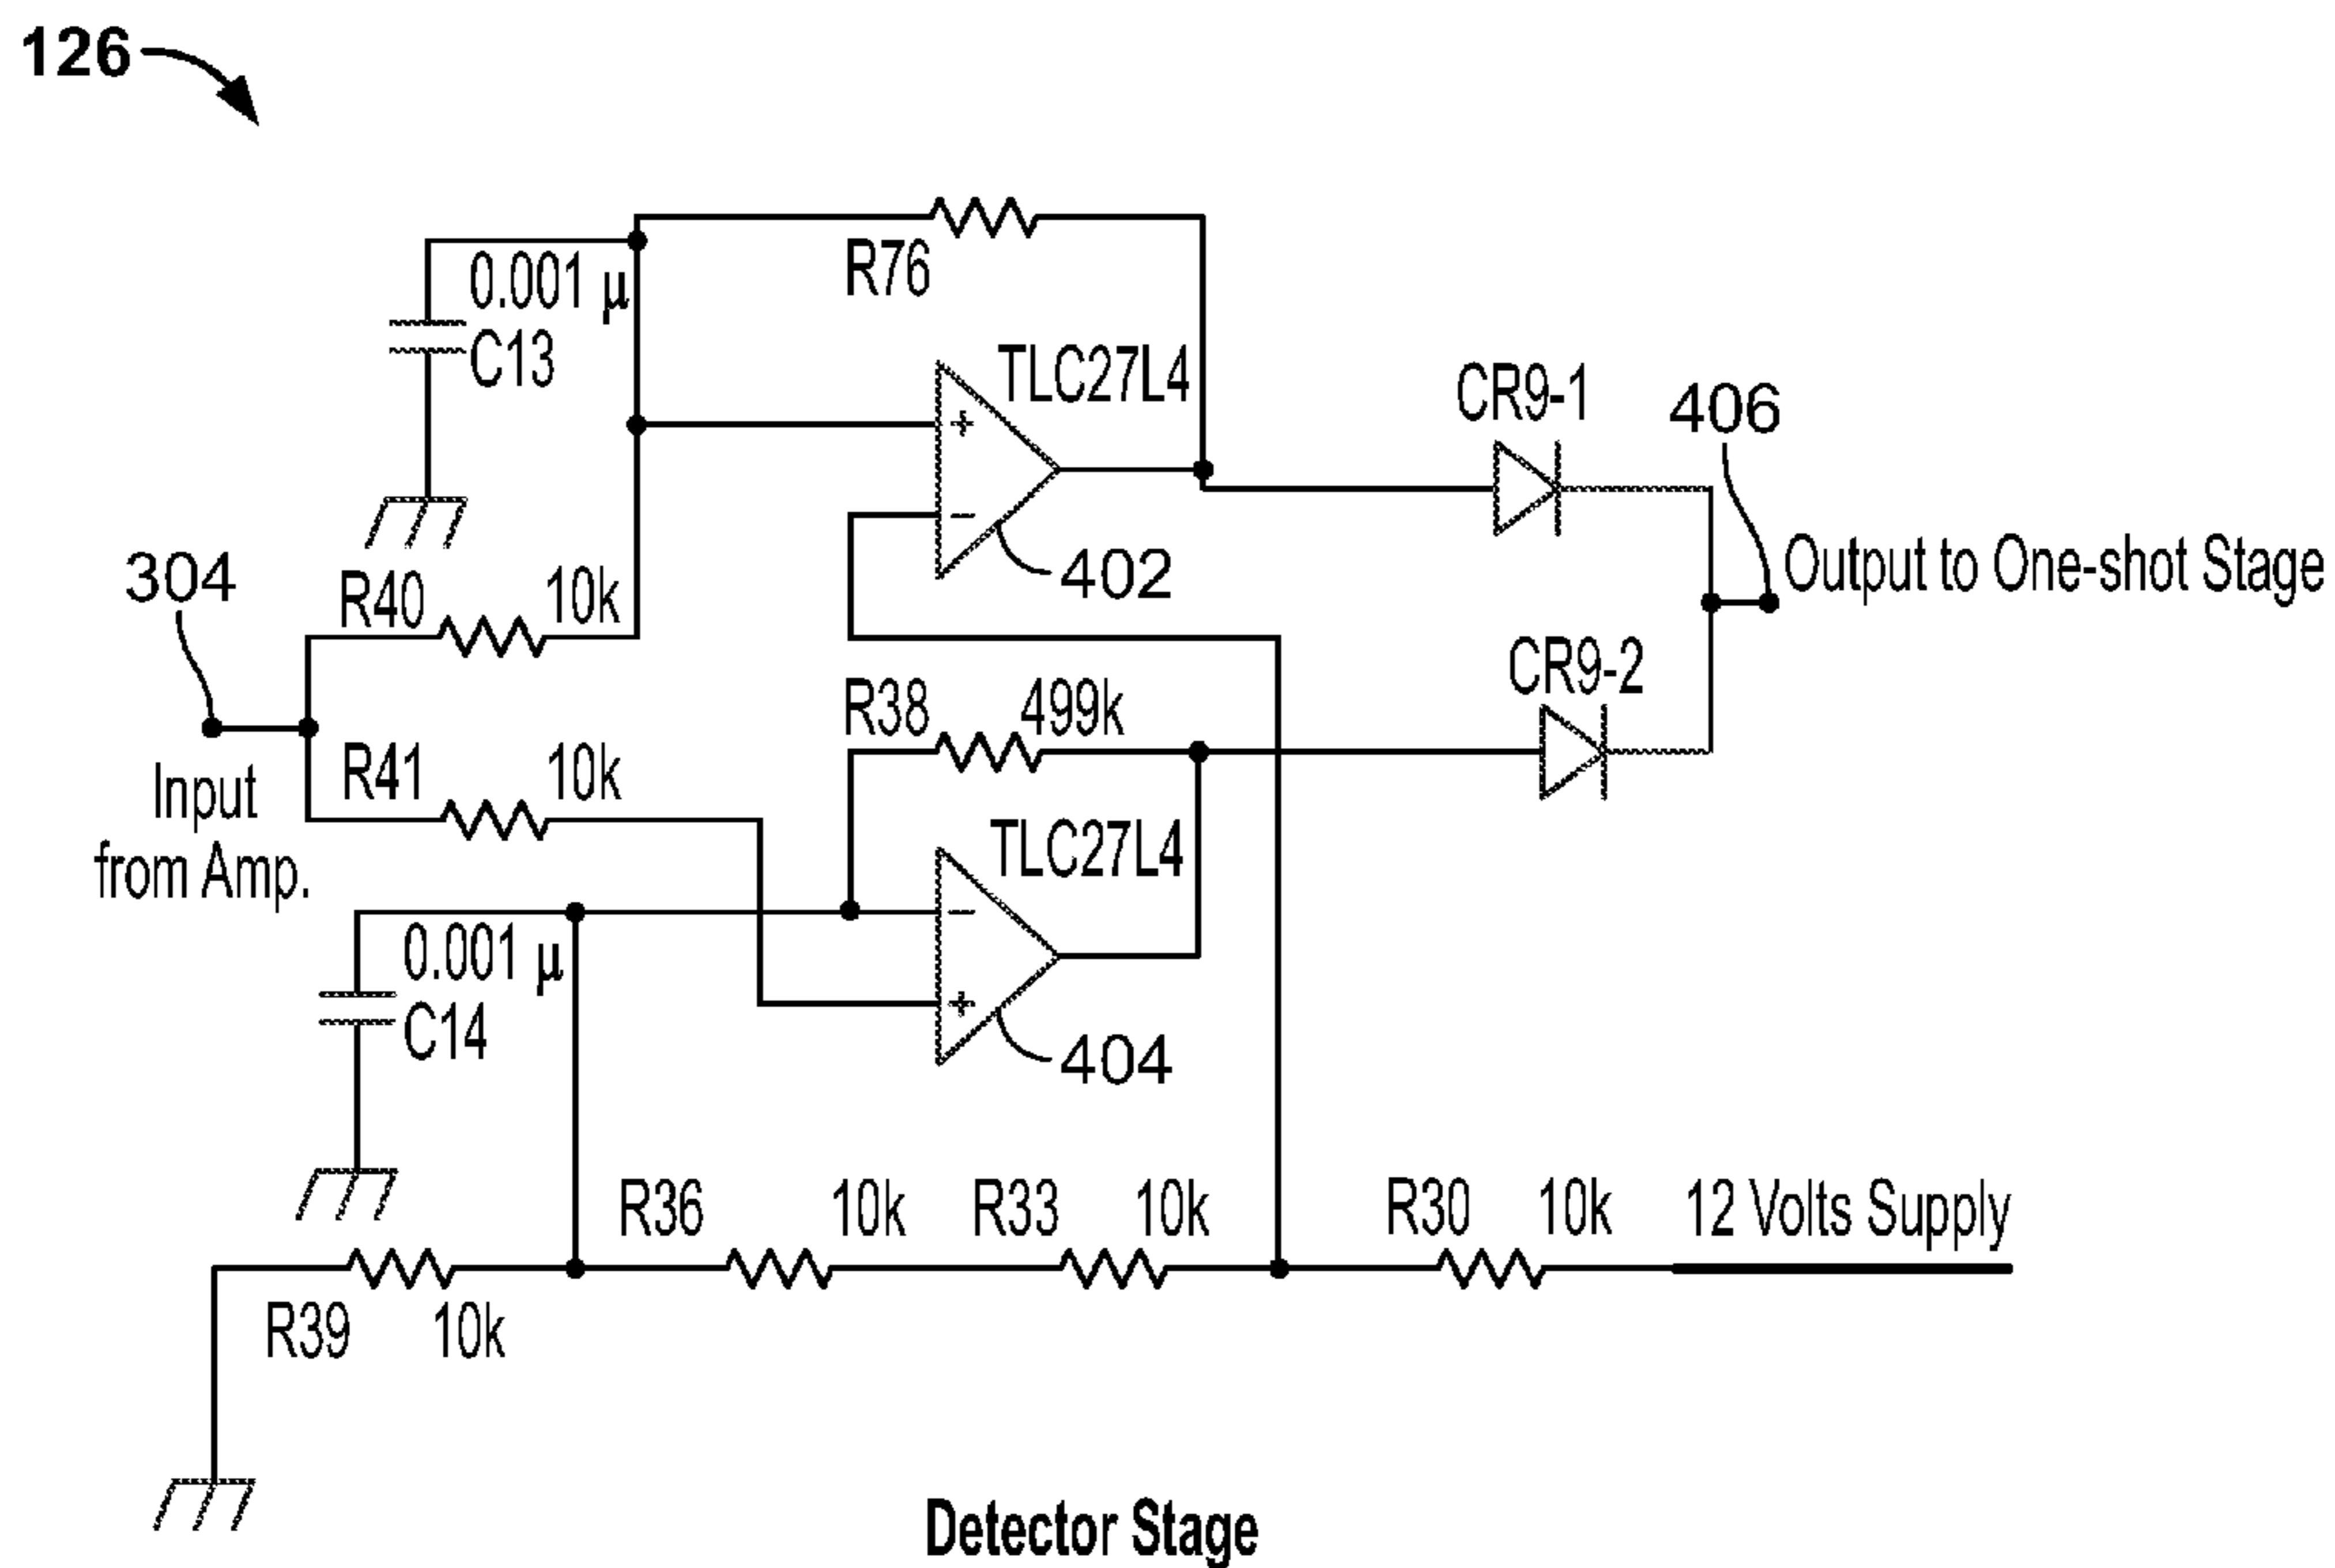 126
R76
0.001 µ
C13
TLC27L4
CR9-1
406
+
−
402
Output to One-shot Stage
304
R40 10k
CR9-2
R38 499k
R41 10k
Input
from Amp.
TLC27L4
−
+
0.001 µ
C14
404
R36 10k R33 10k R30 10k 12 Volts Supply
R39 10k
Detector Stage